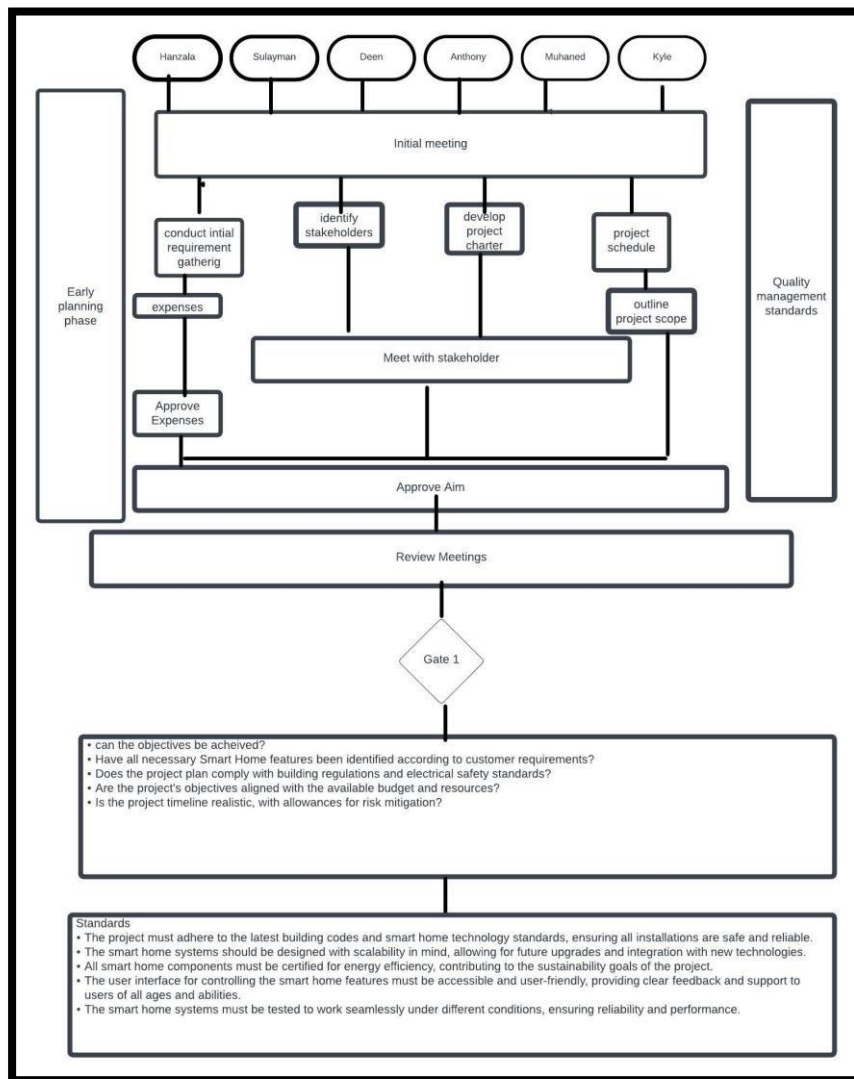 Hanzala
Sulayman
Deen
Anthony
Muhaned
Kyle
Initial meeting
Early
planning
phase
Quality
management
standards
conduct intial
requirement
gatherig
identify
stakeholders
develop
project
charter
project
schedule
expenses
outline
project scope
Meet with stakeholder
Approve
Expenses
Approve Aim
Review Meetings
Gate 1
• can the objectives be acheived?
• Have all necessary Smart Home features been identified according to customer requirements?
• Does the project plan comply with building regulations and electrical safety standards?
• Are the project's objectives aligned with the available budget and resources?
• Is the project timeline realistic, with allowances for risk mitigation?
Standards
• The project must adhere to the latest building codes and smart home technology standards, ensuring all installations are safe and reliable.
• The smart home systems should be designed with scalability in mind, allowing for future upgrades and integration with new technologies.
• All smart home components must be certified for energy efficiency, contributing to the sustainability goals of the project.
• The user interface for controlling the smart home features must be accessible and user-friendly, providing clear feedback and support to
users of all ages and abilities.
• The smart home systems must be tested to work seamlessly under different conditions, ensuring reliability and performance.